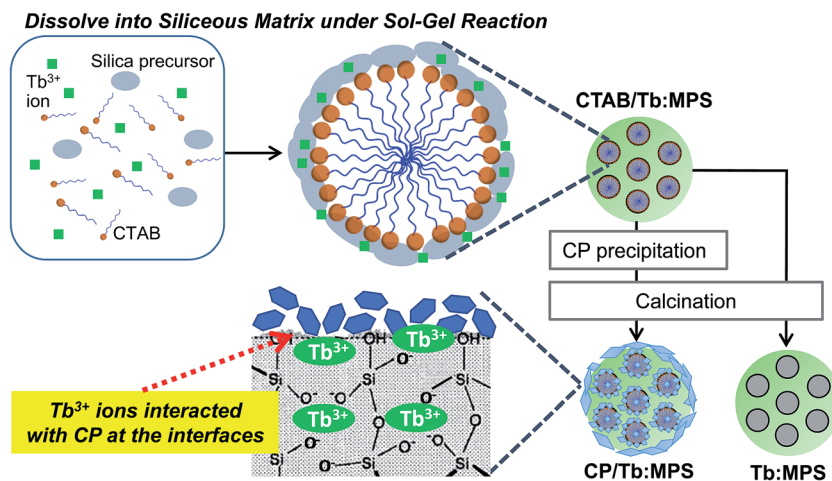 Dissolve into Siliceous Matrix under Sol-Gel Reaction
Silica precursor
Tb3+
ion
CTAB
CTAB/Tb:MPS
CP precipitation
Calcination
OH
Tb3+
Tb3+
O-
Si
Si
Si
O-
O-
O-
Tb3+
Tb3+
O
O-
O-
O-
O-
Si
Si
Si
Tb3+ ions interacted
with CP at the interfaces
CP/Tb:MPS
Tb:MPS